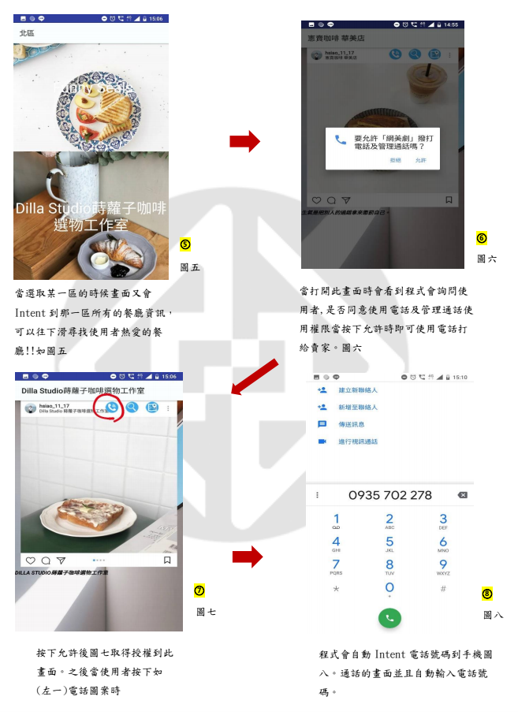 15:06
北區
Sunny Seals
Dilla Studio蒔蘿子咖啡
選物工作室
⑤
圖五
當選取某一區的時候畫面又會
Intent 到那一區所有的餐廳資訊，
可以往下滑尋找使用者熱愛的餐
廳!!如圖五
14:55
憲賣咖啡 華美店
hsiao_11_17
憲賣咖啡 華美店
要允許「網美劇」撥打
電話及管理通話嗎？
拒絕 允許
⑥
圖六
當打開此畫面時會看到程式會詢問使
用者,是否同意使用電話及管理通話使
用權限當按下允許時即可使用電話打
給賣家。圖六
15:06
Dilla Studio蒔蘿子咖啡選物工作室
hsiao_11_17
Dilla Studio 蒔蘿子咖啡選物工作室
DILLA STUDIO蒔蘿子咖啡選物工作室
⑦
圖七
按下允許後圖七取得授權到此
畫面。之後當使用者按下如
(左一)電話圖案時
15:10
建立新聯絡人
新增至聯絡人
傳送訊息
進行視訊通話
0935 702 278
1 2 3
ABC DEF
4 5 6
GHI JKL MNO
7 8 9
PQRS TUV WXYZ
* 0 #
+
⑧
圖八
程式會自動 Intent 電話號碼到手機圖
八。通話的畫面並且自動輸入電話號
碼。